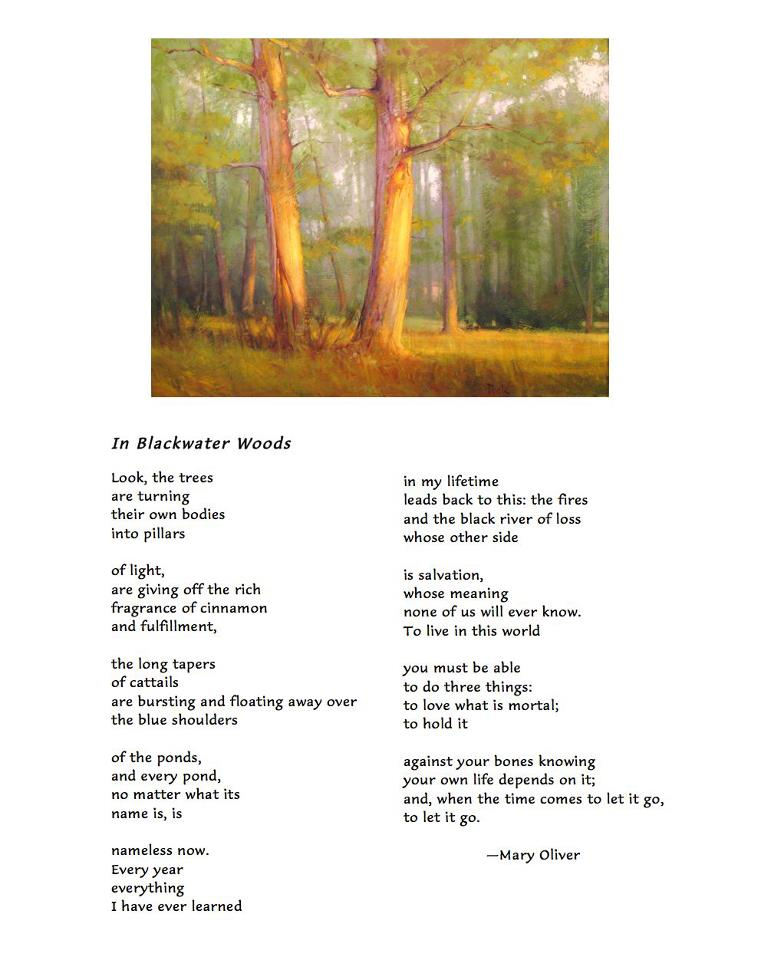 In Blackwater Woods
Look, the trees
are turning
their own bodies
into pillars
of light,
are giving off the rich
fragrance of cinnamon
and fulfillment,
the long tapers
of cattails
are bursting and floating away over
the blue shoulders
of the ponds,
and every pond,
no matter what its
name is, is
nameless now.
Every year
everything
I have ever learned
in my lifetime
leads back to this: the fires
and the black river of loss
whose other side
is salvation,
whose meaning
none of us will ever know.
To live in this world
you must be able
to do three things:
to love what is mortal;
to hold it
against your bones knowing
your own life depends on it;
and, when the time comes to let it go,
to let it go.
—Mary Oliver